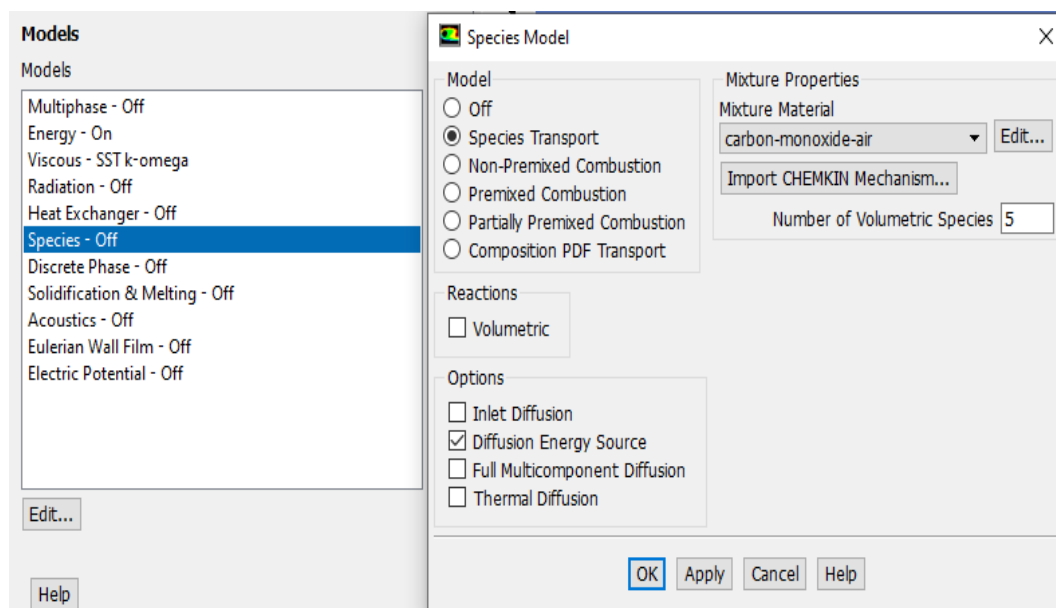 Models
Models
Multiphase - Off
Energy - On
Viscous - SST k-omega
Radiation - Off
Heat Exchanger - Off
Species - Off
Discrete Phase - Off
Solidification & Melting - Off
Acoustics - Off
Eulerian Wall Film - Off
Electric Potential - Off
Edit...
Help
Species Model
Model
Off
Species Transport
Non-Premixed Combustion
Premixed Combustion
Partially Premixed Combustion
Composition PDF Transport
Mixture Properties
Mixture Material
carbon-monoxide-air
Edit...
Import CHEMKIN Mechanism...
Number of Volumetric Species 5
Reactions
Volumetric
Options
Inlet Diffusion
Diffusion Energy Source
Full Multicomponent Diffusion
Thermal Diffusion
OK Apply Cancel Help